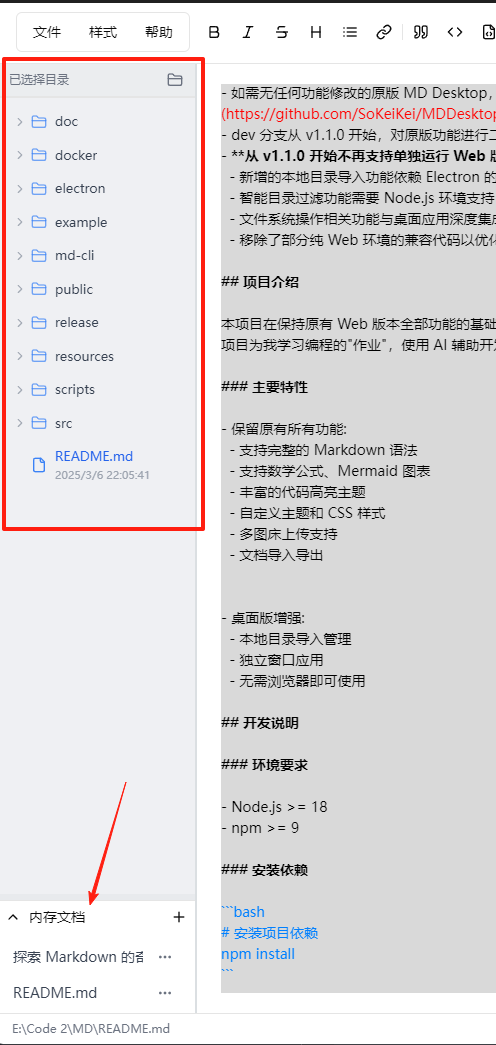 文件 样式 帮助 B I S H
已选择目录
doc
docker
electron
example
md-cli
public
release
resources
scripts
src
README.md
2025/3/6 22:05:41
内存文档 +
探索 Markdown 的
README.md
E:\Code 2\MD\README.md
- 如需无任何功能修改的原版 MD Desktop,
(https://github.com/SoKeiKei/MDDesktop
- dev 分支从 v1.1.0 开始，对原版功能进行二
- **从 v1.1.0 开始不再支持单独运行 Web 版
- 新增的本地目录导入功能依赖 Electron 的
- 智能目录过滤功能需要 Node.js 环境支持
- 文件系统操作相关功能与桌面应用深度集成
- 移除了部分纯 Web 环境的兼容代码以优化
## 项目介绍
本项目在保持原有 Web 版本全部功能的基础
项目为我学习编程的"作业"，使用 AI 辅助开发
### 主要特性
- 保留原有所有功能:
- 支持完整的 Markdown 语法
- 支持数学公式、Mermaid 图表
- 丰富的代码高亮主题
- 自定义主题和 CSS 样式
- 多图床上传支持
- 文档导入导出
- 桌面版增强:
- 本地目录导入管理
- 独立窗口应用
- 无需浏览器即可使用
## 开发说明
### 环境要求
- Node.js >= 18
- npm >= 9
### 安装依赖
```bash
# 安装项目依赖
npm install
```